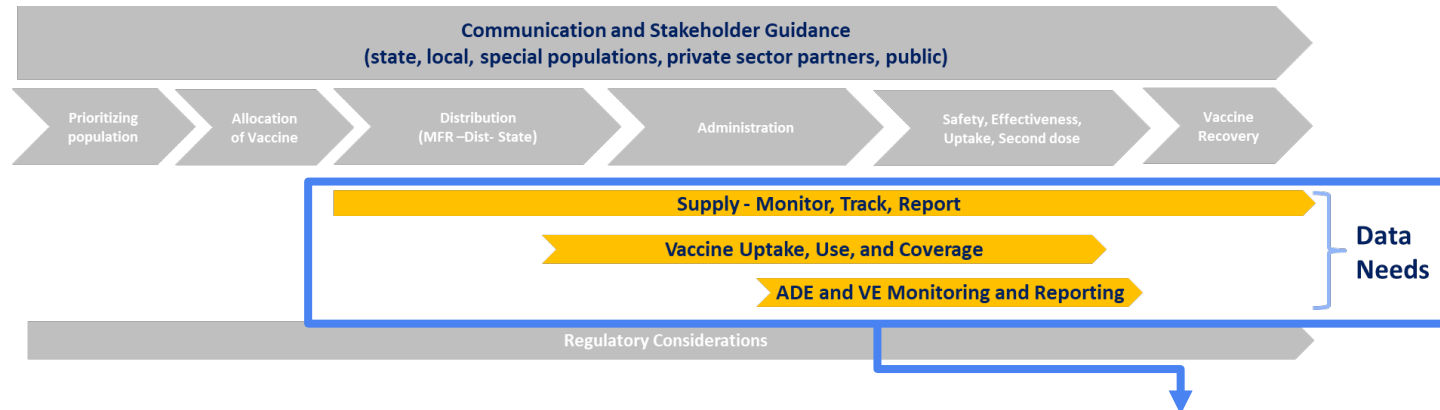 Communication and Stakeholder Guidance
(state, local, special populations, private sector partners, public)
Prioritizing
population
Allocation
of Vaccine
Distribution
(MFR –Dist- State)
Administration
Safety, Effectiveness,
Uptake, Second dose
Vaccine
Recovery
Supply - Monitor, Track, Report
Vaccine Uptake, Use, and Coverage
ADE and VE Monitoring and Reporting
Data
Needs
Regulatory Considerations